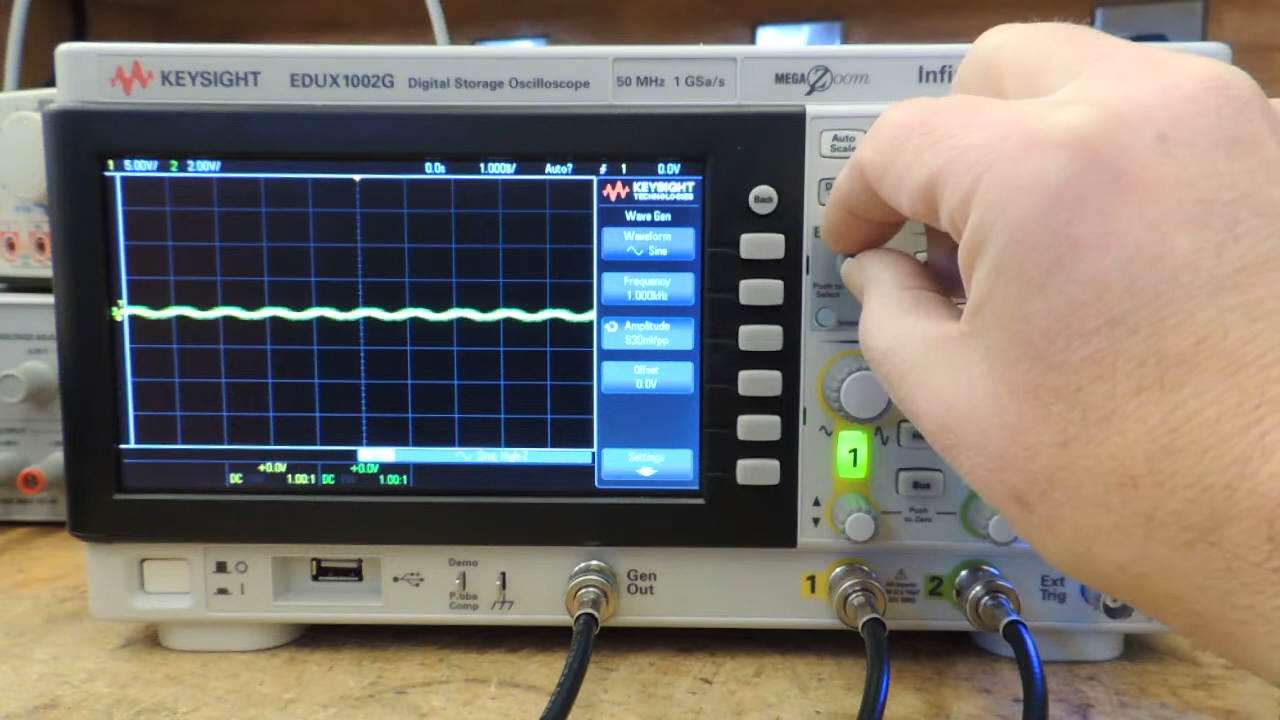 KEYSIGHT EDUX1002G Digital Storage Oscilloscope 50 MHz 1 GSa/s MEGA Zoom Infi
Auto
Scale
1 5.00V/ 2 2.00V/ 0.0s Auto? 1 0.0V
KEYSIGHT
TECHNOLOGIES
Wave Gen
Waveform
Sine
Frequency
1.000kHz
Amplitude
830mVpp
Offset
0.0V
Settings
Sine, High-Z
+0.0V +0.0V
DC 1.00:1 DC 1.00:1
Back
Push to
Select
1
Bus
Push
to Zero
Demo
Probe
Comp
Gen
Out
1
2
Ext
Trig